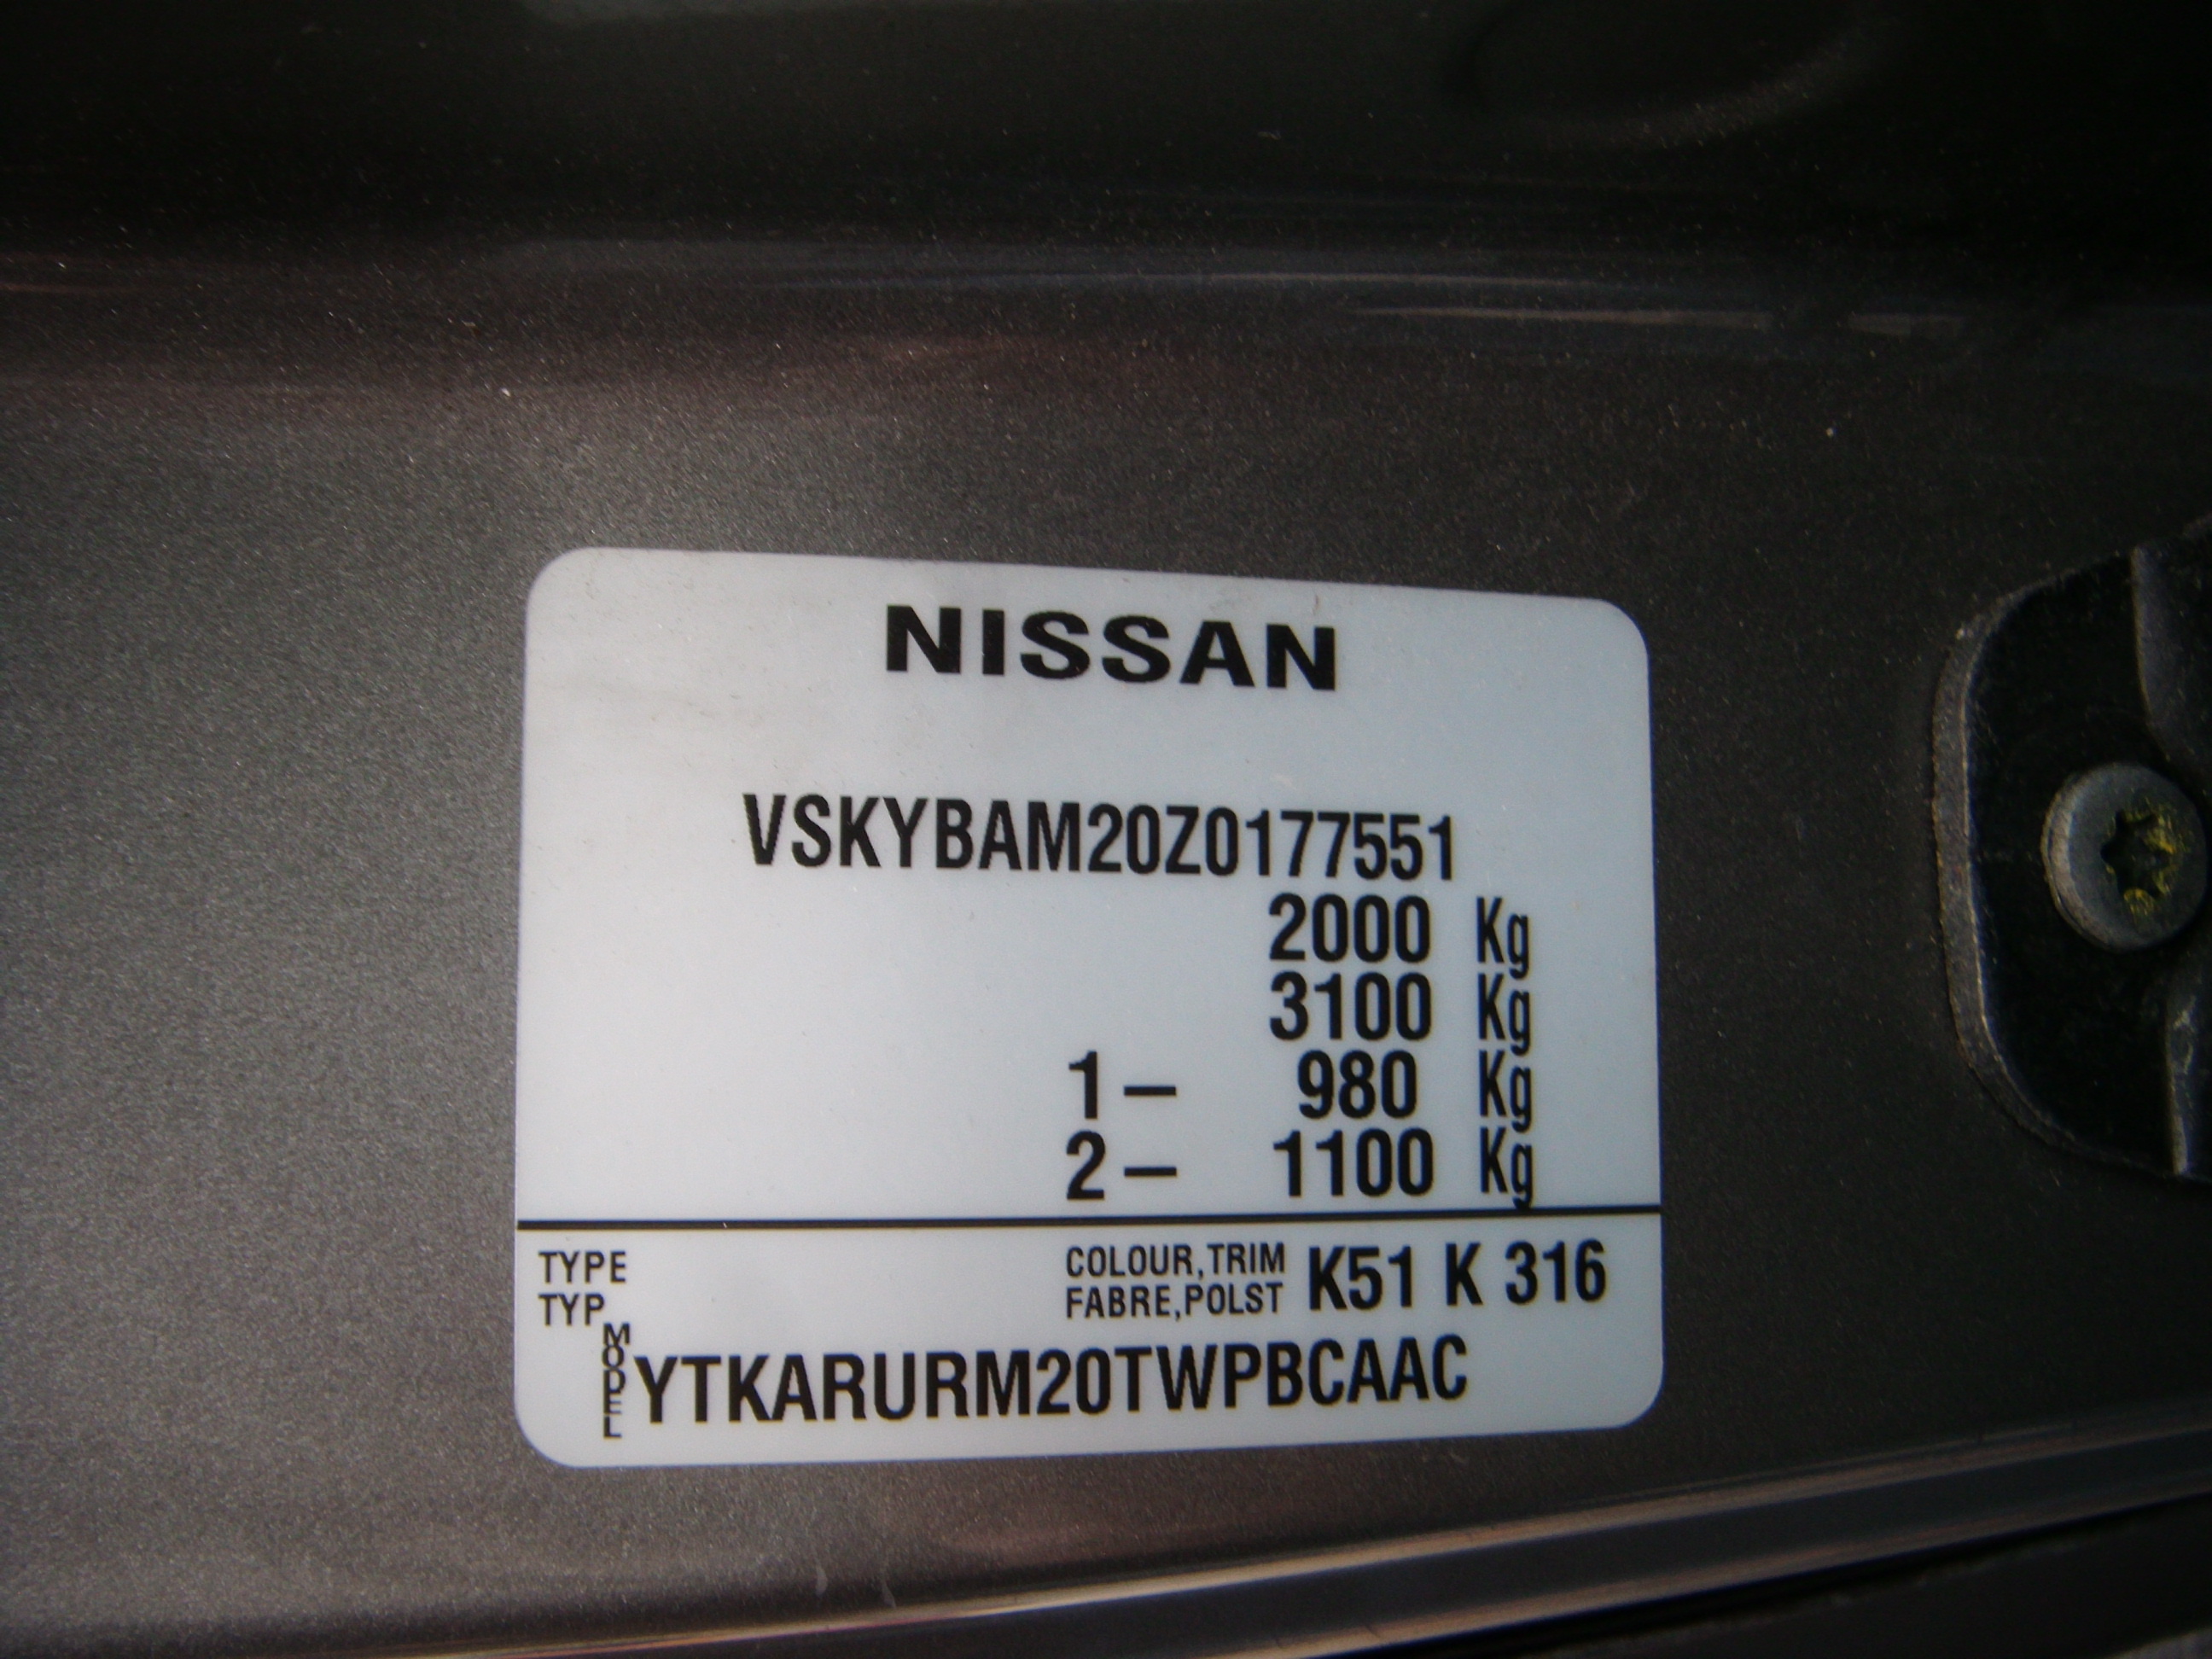 NISSAN
VSKYBAM20Z0177551
2000 Kg
3100 Kg
1 – 980 Kg
2 – 1100 Kg
TYPE
TYP
COLOUR,TRIM
FABRE,POLST
K51 K 316
MODEL
YTKARURM20TWPBCAAC